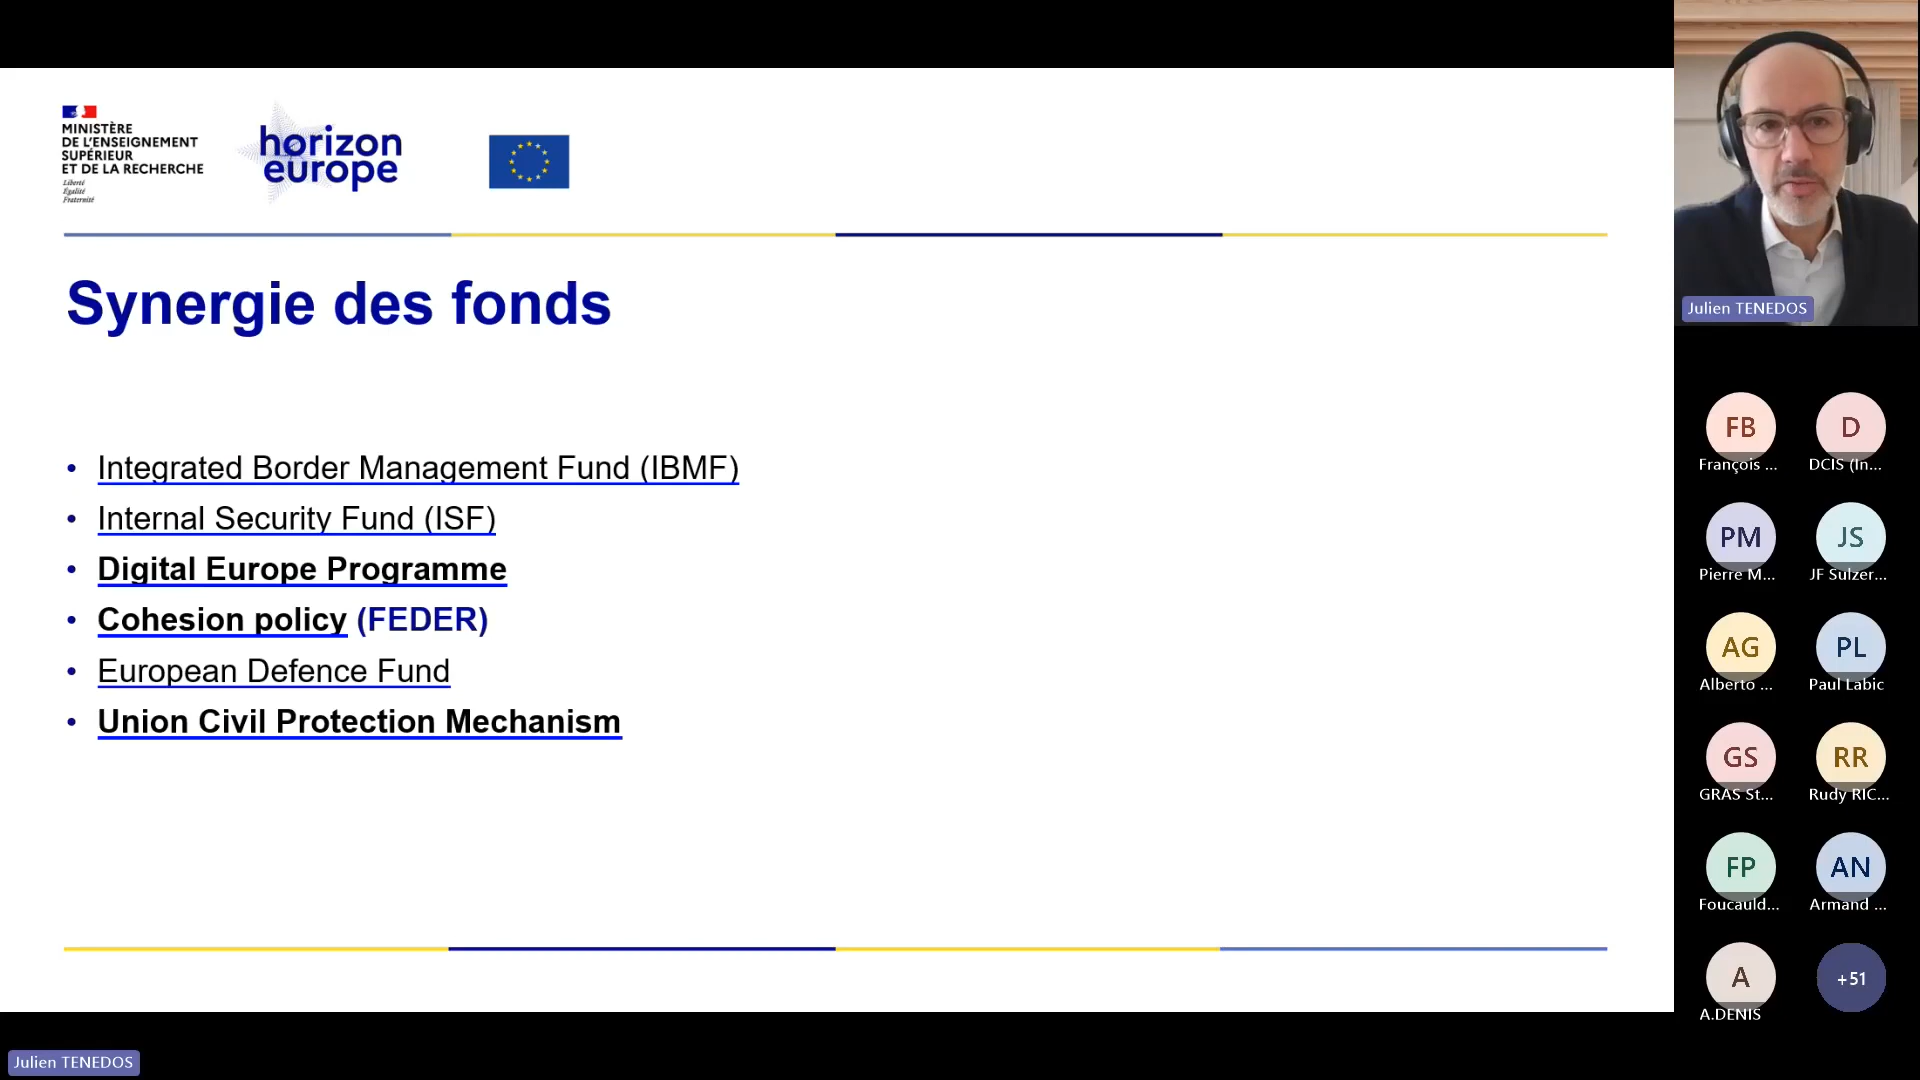 MINISTÈRE
DE L'ENSEIGNEMENT
SUPÉRIEUR
ET DE LA RECHERCHE
Liberté
Égalité
Fraternité
horizon
europe
Synergie des fonds
• Integrated Border Management Fund (IBMF)
• Internal Security Fund (ISF)
• Digital Europe Programme
• Cohesion policy (FEDER)
• European Defence Fund
• Union Civil Protection Mechanism
Julien TENEDOS
FB
François ...
D
DCIS (In...
PM
Pierre M...
JS
JF Sulzer...
AG
Alberto ...
PL
Paul Labic
GS
GRAS St...
RR
Rudy RIC...
FP
Foucauld...
AN
Armand ...
A
A.DENIS
+51
Julien TENEDOS